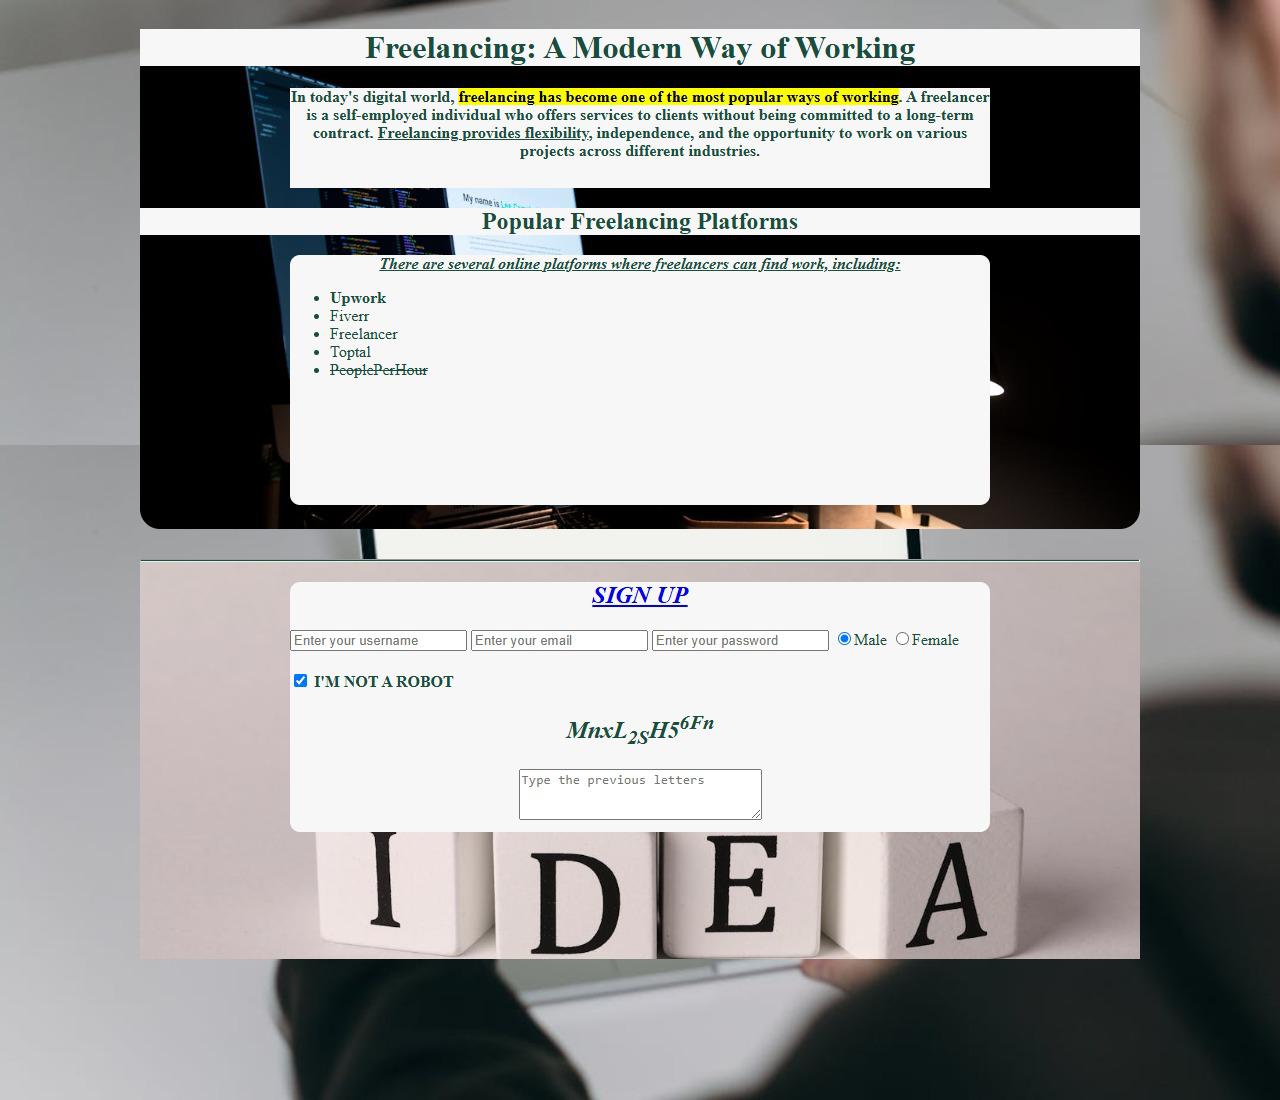 Freelancing: A Modern Way of Working
In today's digital world, freelancing has become one of the most popular ways of working. A freelancer
is a self-employed individual who offers services to clients without being committed to a long-term
contract. Freelancing provides flexibility, independence, and the opportunity to work on various
projects across different industries.
My name is
Popular Freelancing Platforms
There are several online platforms where freelancers can find work, including:
Upwork
Fiverr
Freelancer
Toptal
PeoplePerHour
SIGN UP
Enter your username Enter your email Enter your password Male Female
I'M NOT A ROBOT
MnxL2SH56Fn
Type the previous letters
IDEA